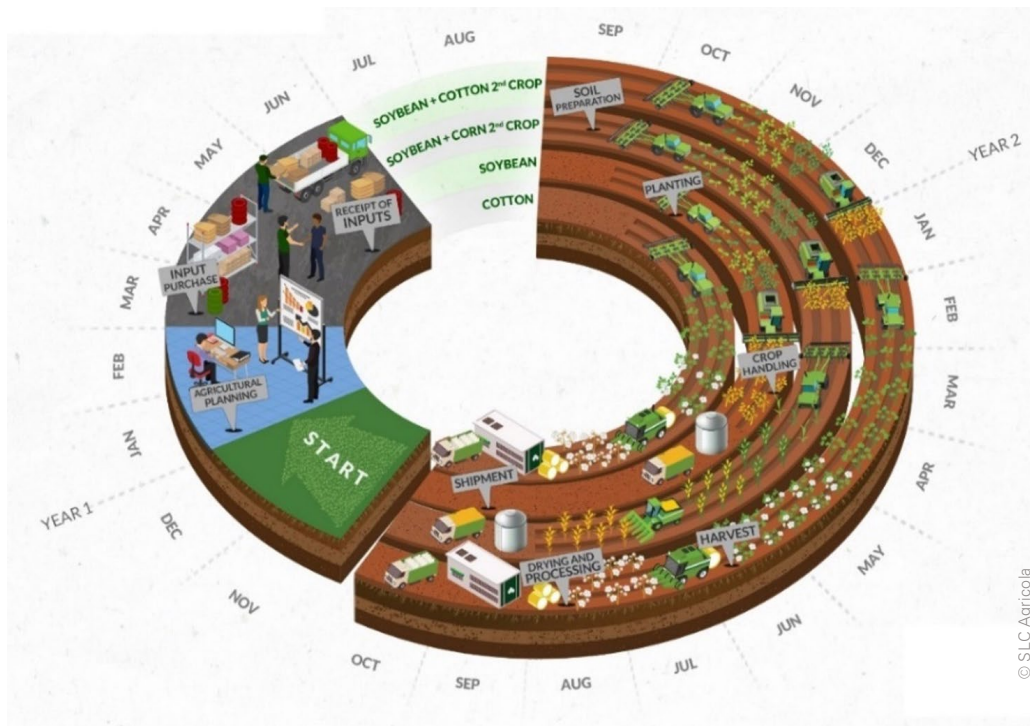 SEP
AUG
OCT
JUL
NOV
JUN
DEC
MAY
YEAR 2
APR
JAN
MAR
FEB
FEB
MAR
JAN
APR
YEAR 1
DEC
MAY
NOV
JUN
OCT
SEP
AUG
JUL
SOYBEAN + COTTON 2nd CROP
SOYBEAN + CORN 2nd CROP
SOYBEAN
COTTON
START
AGRICULTURAL
PLANNING
INPUT
PURCHASE
RECEIPT OF
INPUTS
SOIL
PREPARATION
PLANTING
CROP
HANDLING
HARVEST
DRYING AND
PROCESSING
SHIPMENT
© SLC Agricola